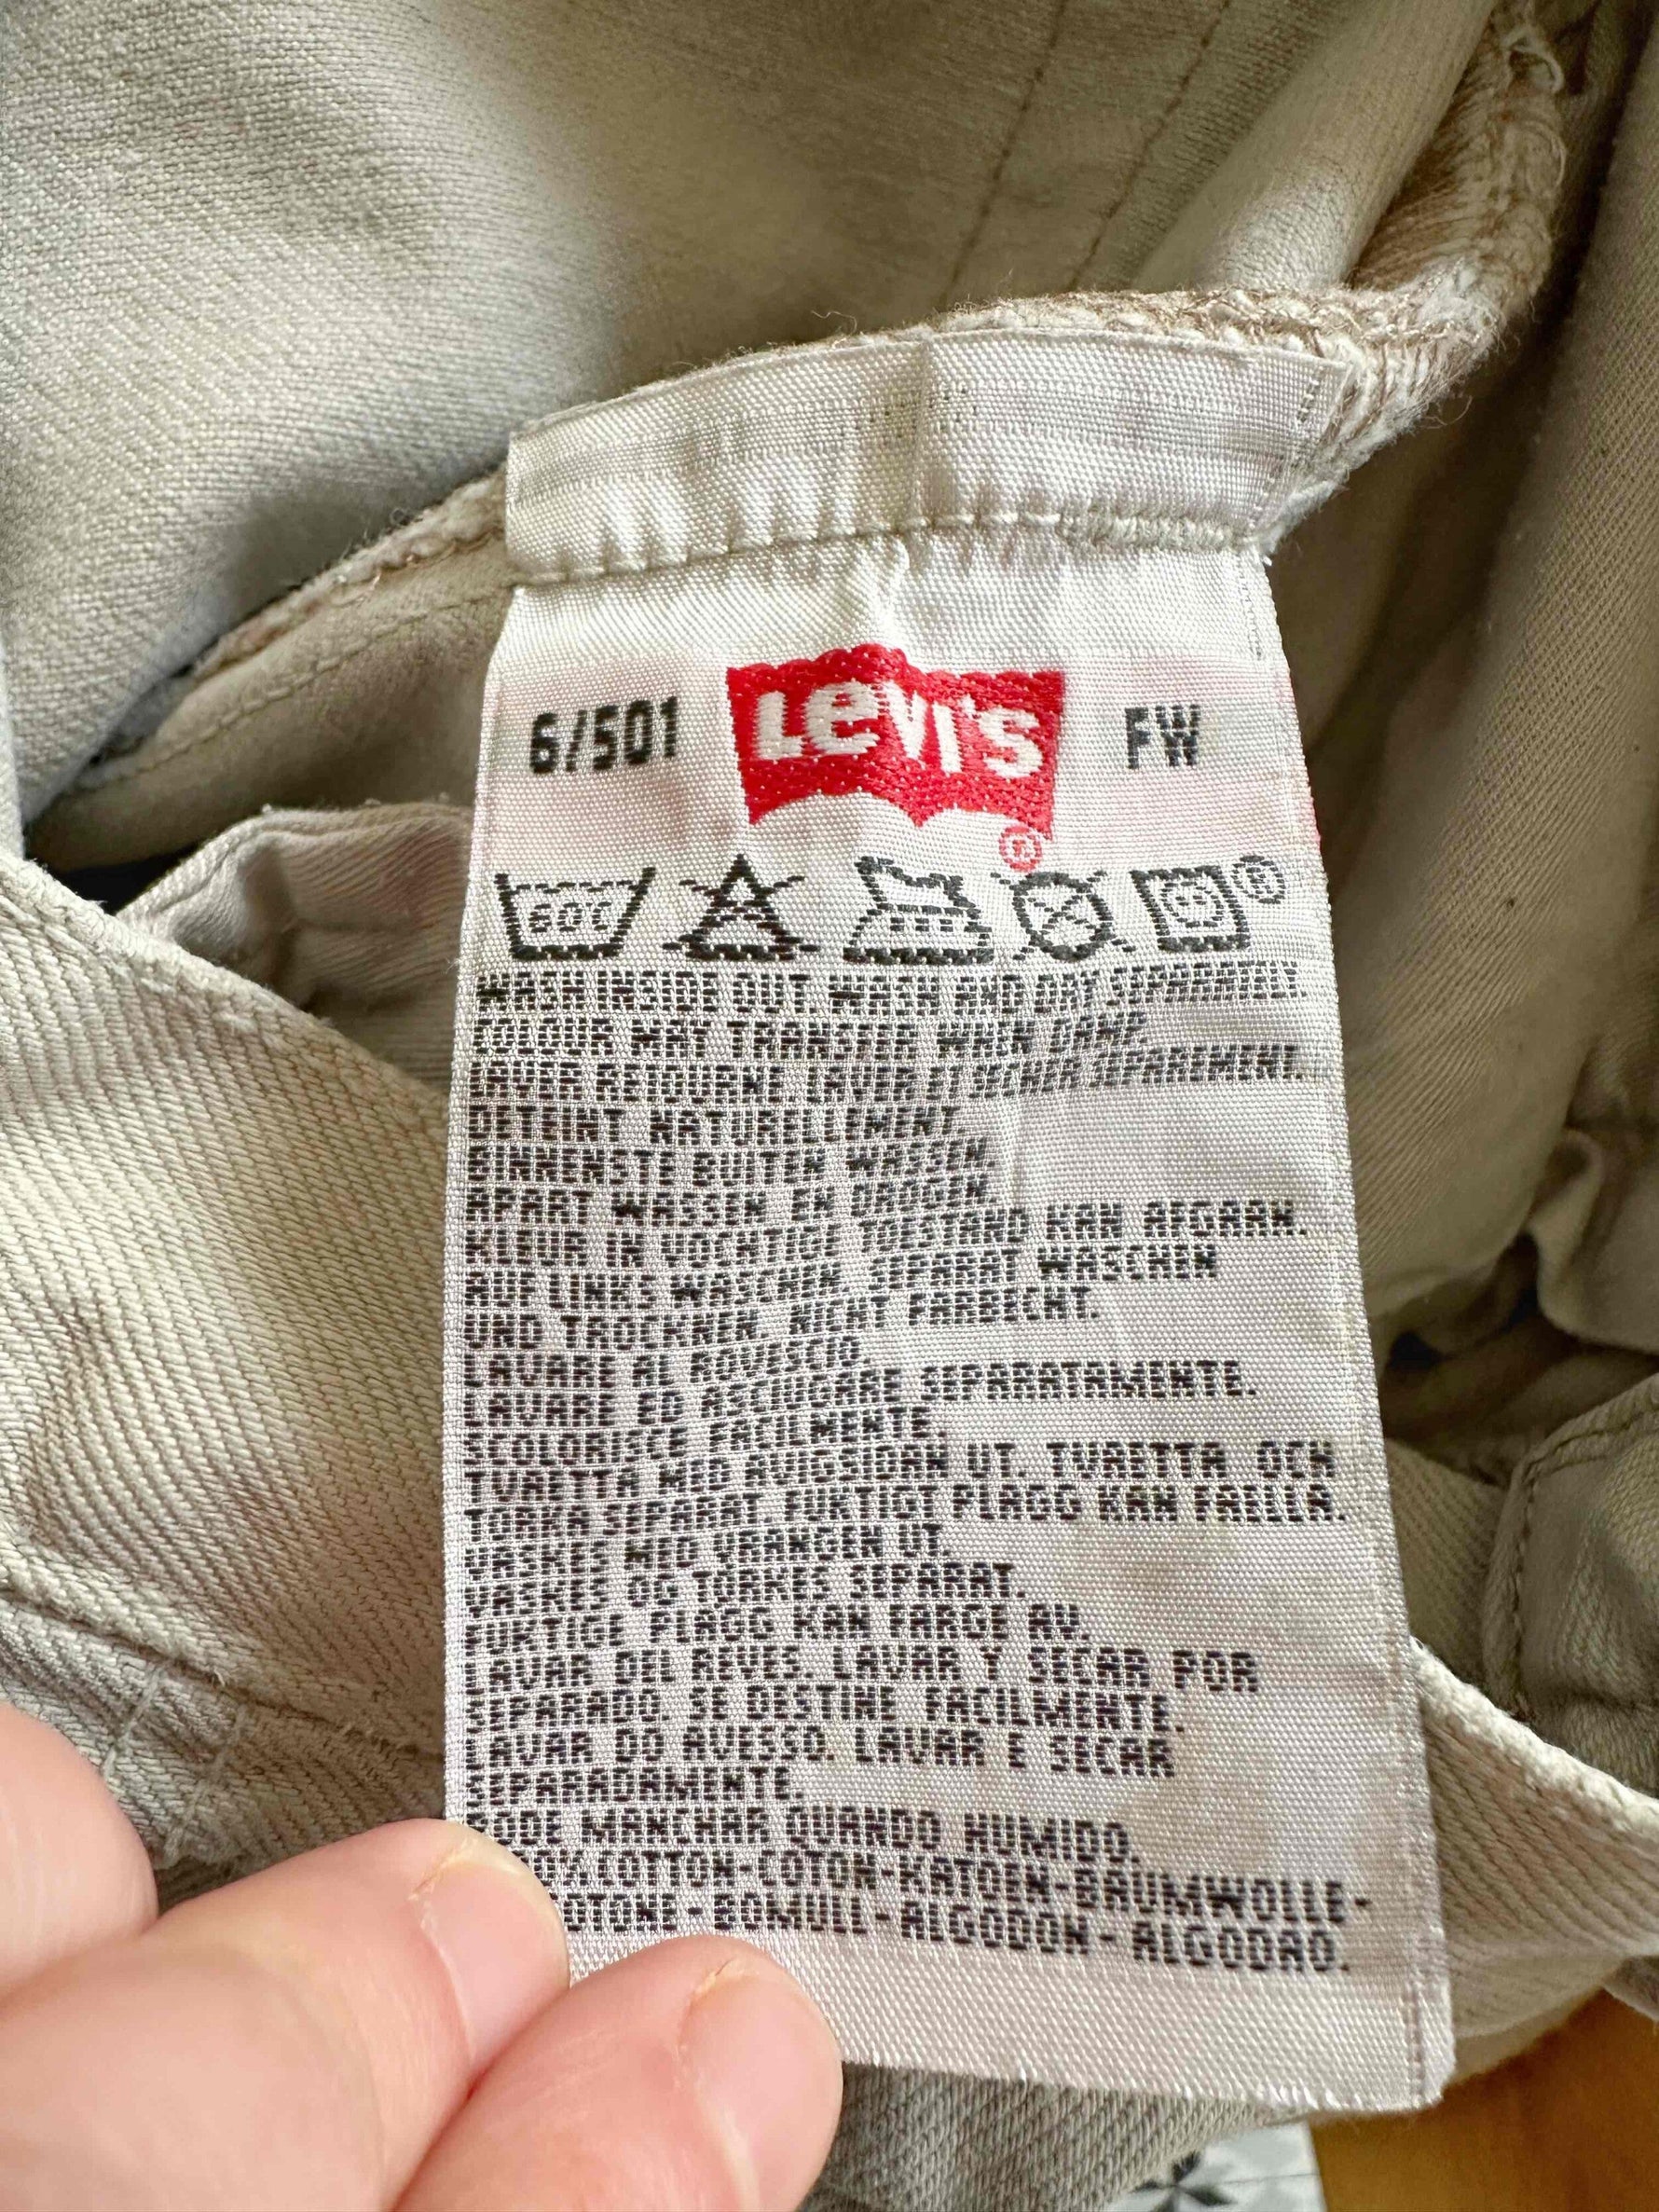 6/501 Levi's ® FW
60°C ®
WASH INSIDE OUT WASH AND DRY SEPARATELY.
COLOUR MAY TRANSFER WHEN DAMP.
LAVER RETOURNE LAVER ET SECHER SEPAREMENT.
DETEINT NATURELLEMENT.
BINNENSTE BUITEN WASSEN.
APART WASSEN EN DROGEN.
KLEUR IN VOCHTIGE TOESTAND KAN AFGAAN.
AUF LINKS WASCHEN, SEPARAT WASCHEN
UND TROCKNEN. NICHT FARBECHT.
LAVARE AL ROVESCIO.
LAVARE ED ASCIUGARE SEPARATAMENTE.
SCOLORISCE FACILMENTE.
TVAETTA MED AVIGSIDAN UT. TVAETTA OCH
TORKA SEPARAT. FUKTIGT PLAGG KAN FAELLA.
VASKES MED VRANGEN UT.
VASKES OG TORKES SEPARAT.
FUKTIGE PLAGG KAN FARGE AV.
LAVAR DEL REVES. LAVAR Y SECAR POR
SEPARADO. SE DESTINE FACILMENTE.
LAVAR DO AVESSO. LAVAR E SECAR
SEPARADAMENTE.
PODE MANCHAR QUANDO HUMIDO.
COTTON-COTON-KATOEN-BAUMWOLLE-
BOMULL-ALGODON-ALGODAO.